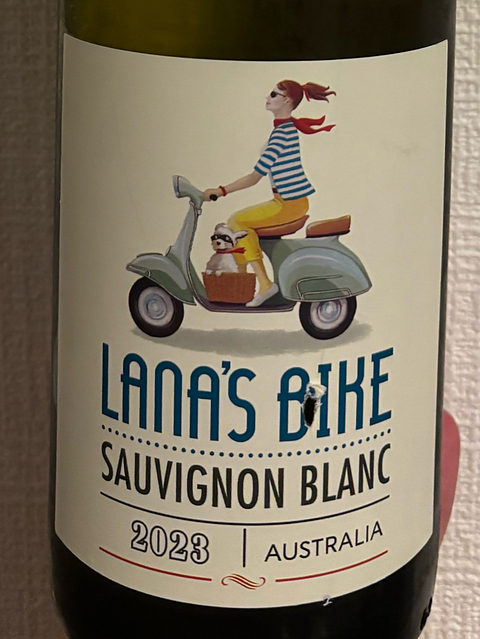 LANA'S BIKE
SAUVIGNON BLANC
2023 | AUSTRALIA